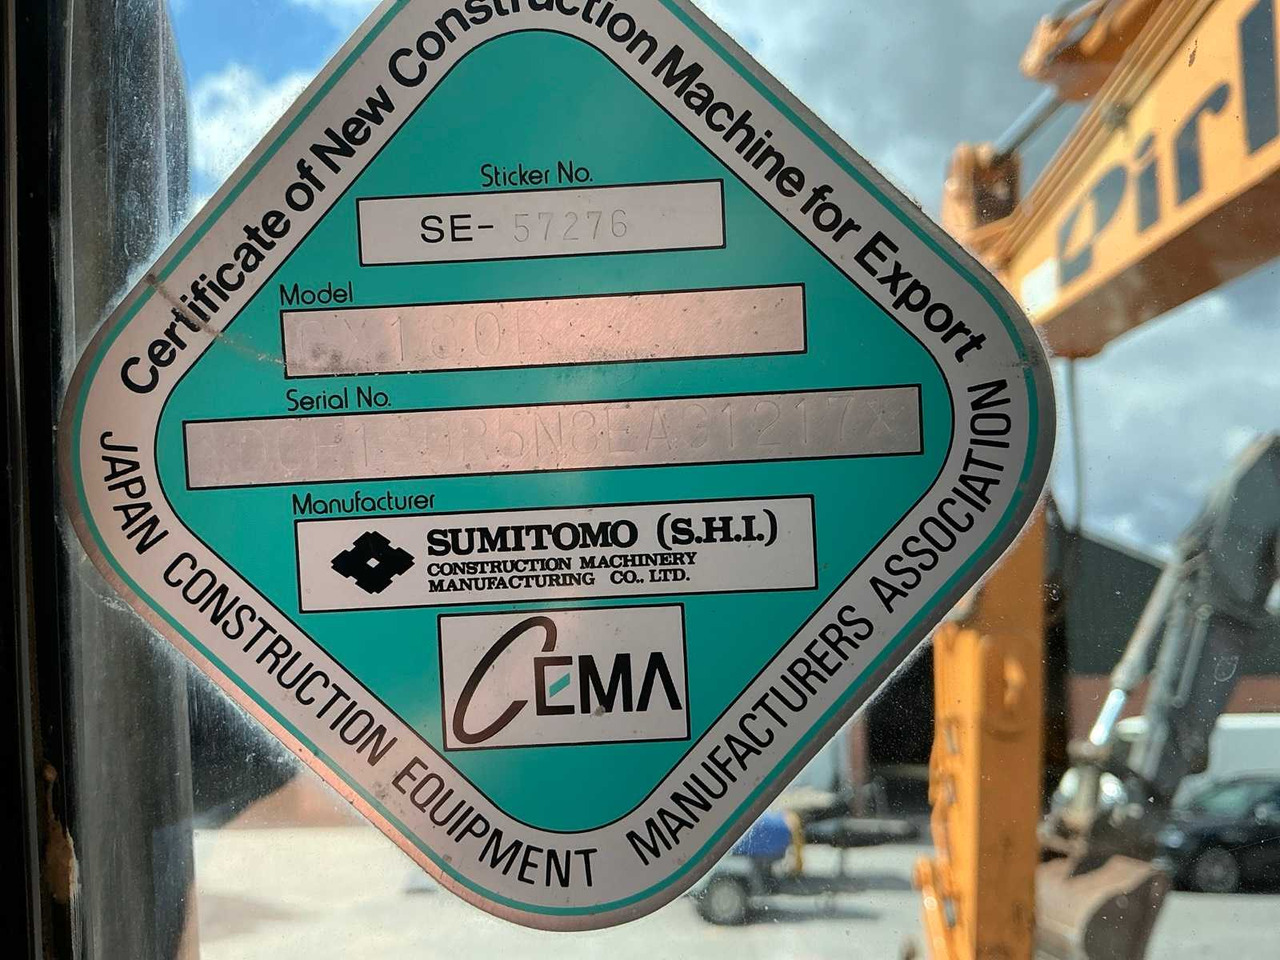 Certificate of New Construction Machine for Export
Sticker No.
SE- 57276
Model
Serial No.
Manufacturer
SUMITOMO (S.H.I.)
CONSTRUCTION MACHINERY
MANUFACTURING CO., LTD.
CEMA
JAPAN CONSTRUCTION EQUIPMENT MANUFACTURERS ASSOCIATION